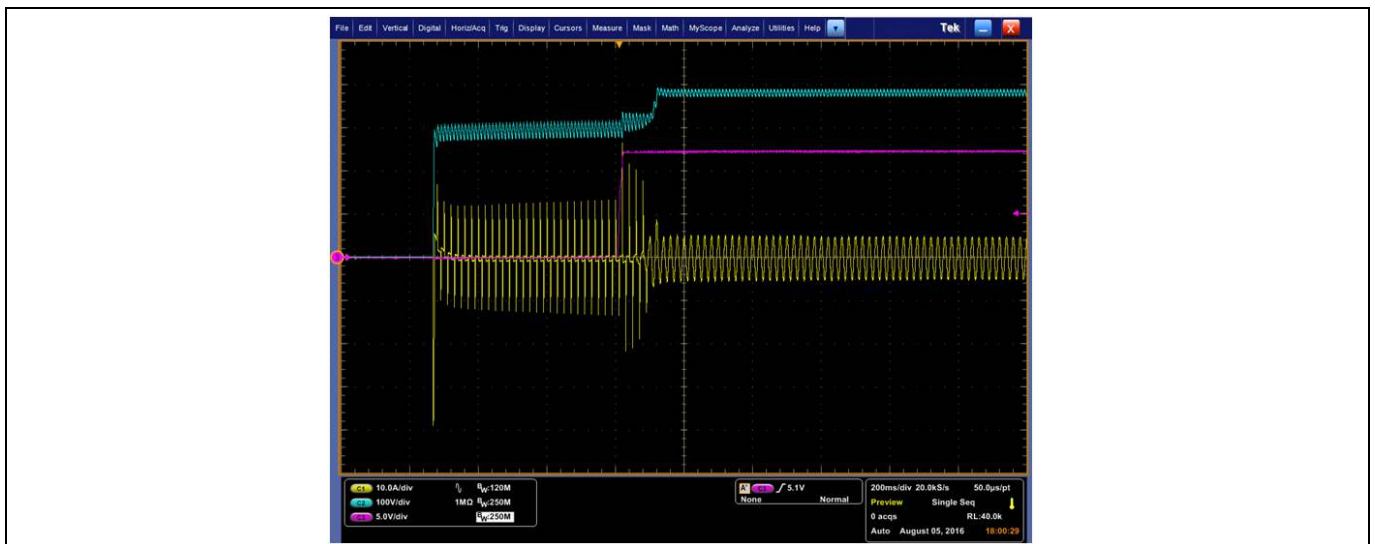 File Edit Vertical Digital Horiz/Acq Trig Display Cursors Measure Mask Math MyScope Analyze Utilities Help Tek X
C1 10.0A/div BW:120M
C2 100V/div 1MΩ BW:250M
C3 5.0V/div BW:250M
A' C3 5.1V
None Normal
200ms/div 20.0kS/s 50.0µs/pt
Preview Single Seq
0 acqs RL:40.0k
Auto August 05, 2016 18:00:29